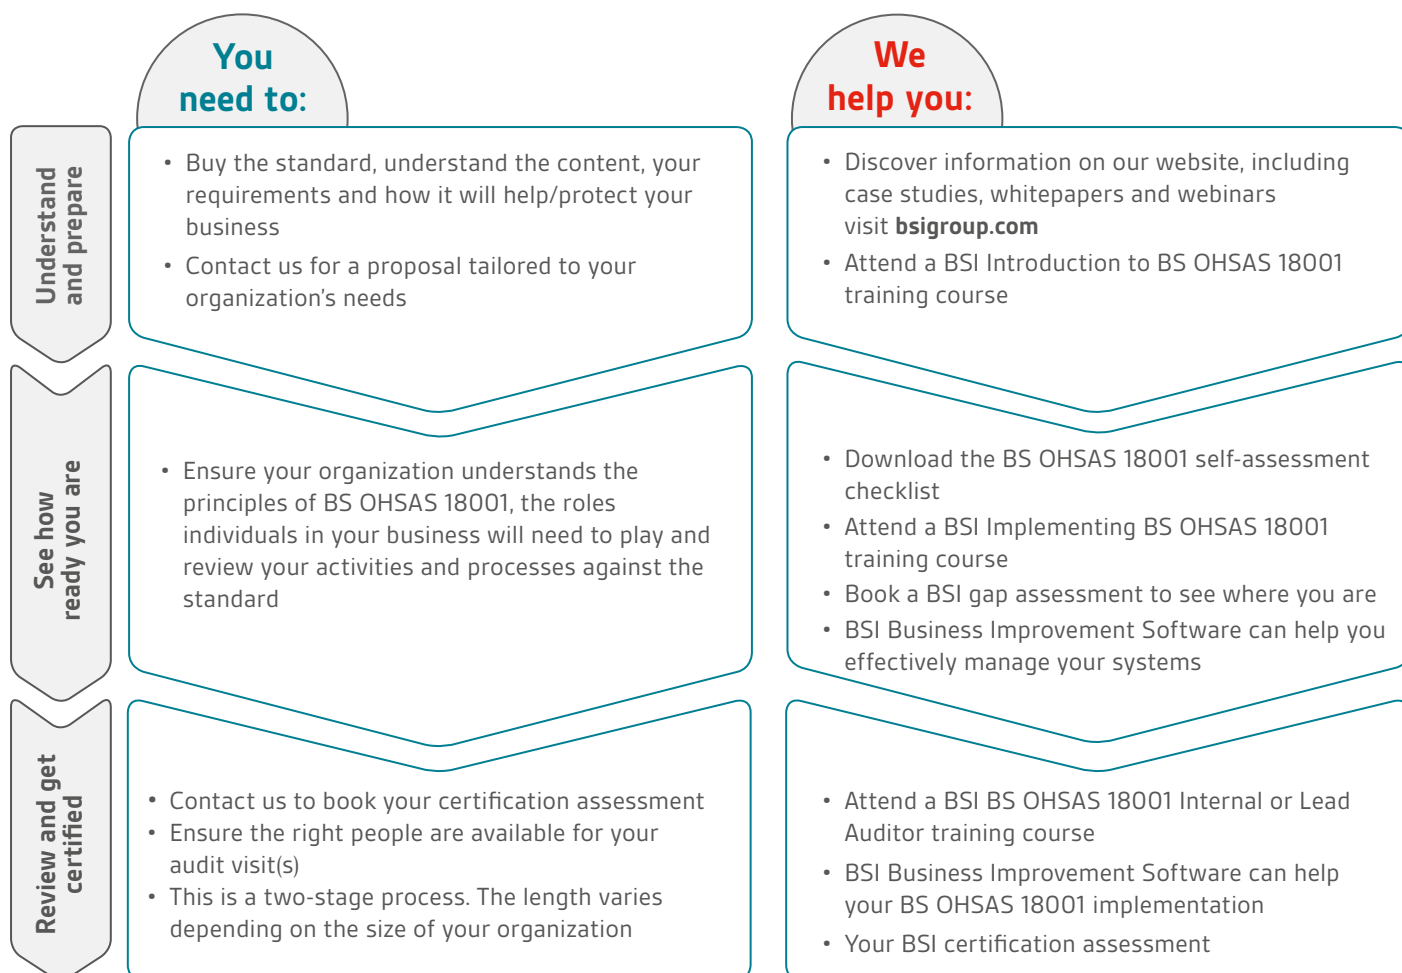 You
need to:
We
help you:
Understand
and prepare
• Buy the standard, understand the content, your
requirements and how it will help/protect your
business
• Contact us for a proposal tailored to your
organization’s needs
• Discover information on our website, including
case studies, whitepapers and webinars
visit bsigroup.com
• Attend a BSI Introduction to BS OHSAS 18001
training course
See how
ready you are
• Ensure your organization understands the
principles of BS OHSAS 18001, the roles
individuals in your business will need to play and
review your activities and processes against the
standard
• Download the BS OHSAS 18001 self-assessment
checklist
• Attend a BSI Implementing BS OHSAS 18001
training course
• Book a BSI gap assessment to see where you are
• BSI Business Improvement Software can help you
effectively manage your systems
Review and get
certified
• Contact us to book your certification assessment
• Ensure the right people are available for your
audit visit(s)
• This is a two-stage process. The length varies
depending on the size of your organization
• Attend a BSI BS OHSAS 18001 Internal or Lead
Auditor training course
• BSI Business Improvement Software can help
your BS OHSAS 18001 implementation
• Your BSI certification assessment